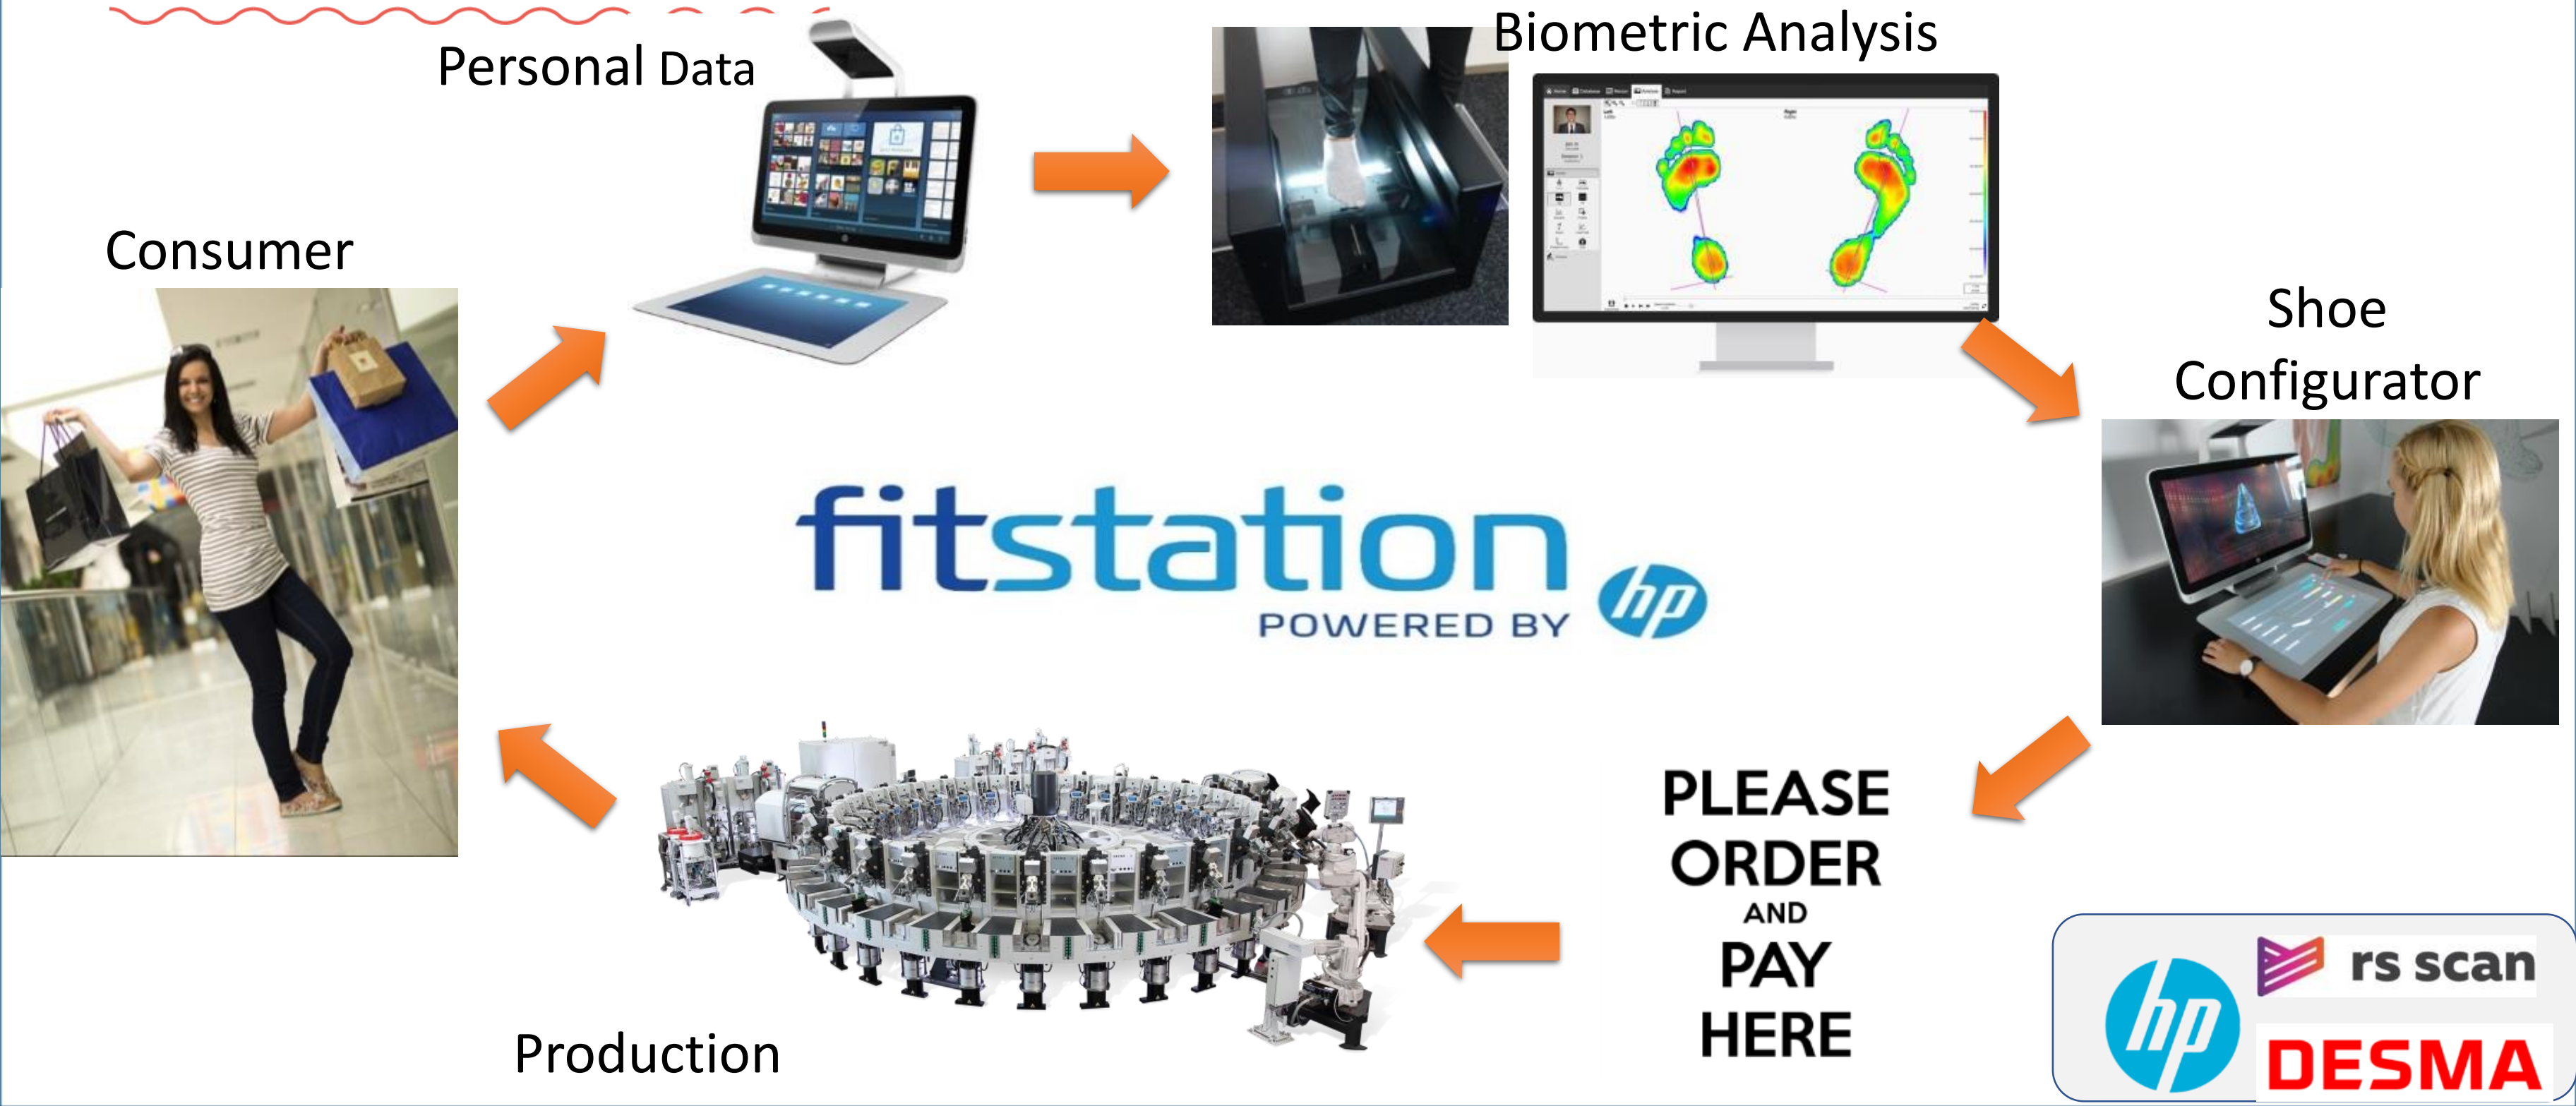 Personal Data
Biometric Analysis
Consumer
Shoe
Configurator
fitstation
POWERED BY
hp
PLEASE
ORDER
AND
PAY
HERE
Production
hp
rs scan
DESMA